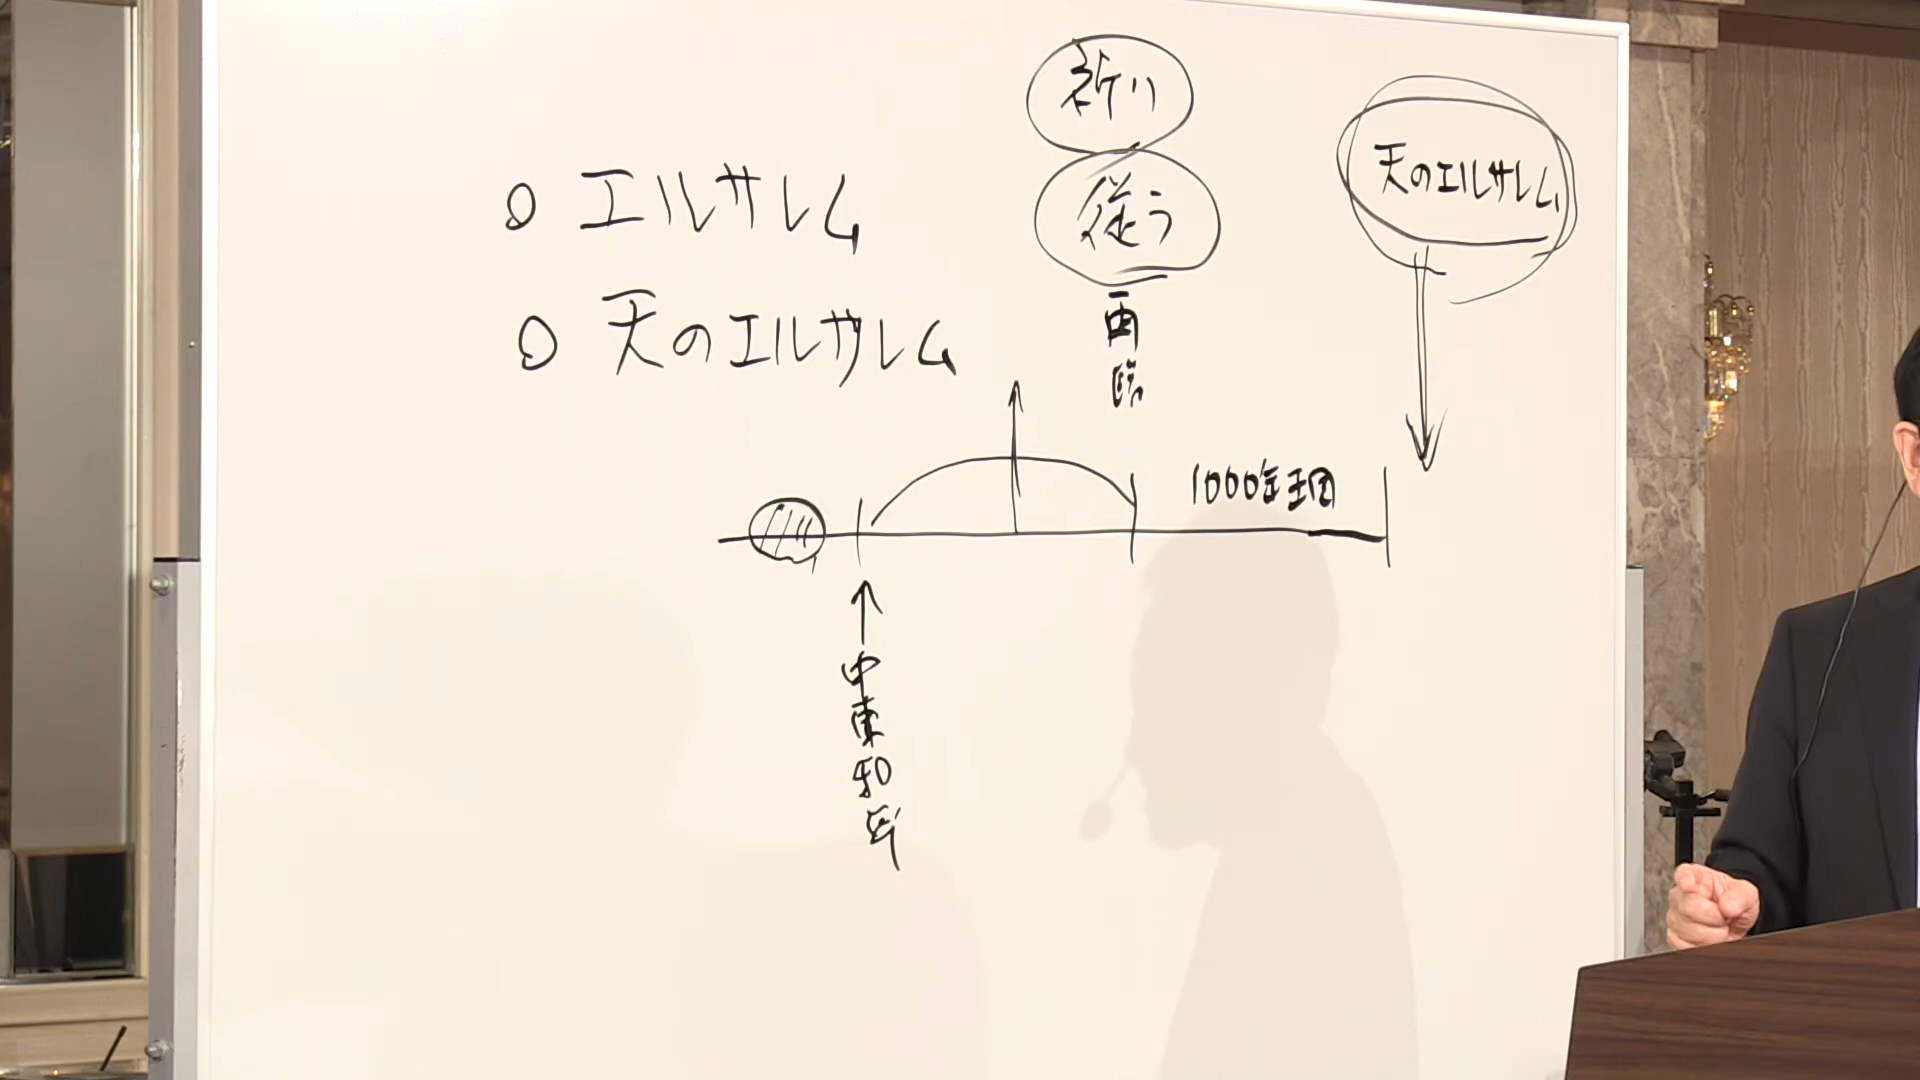 祈り
従う
天のエルサレム
○ エルサレム
○ 天のエルサレム
再臨
1000年王国
中東和平